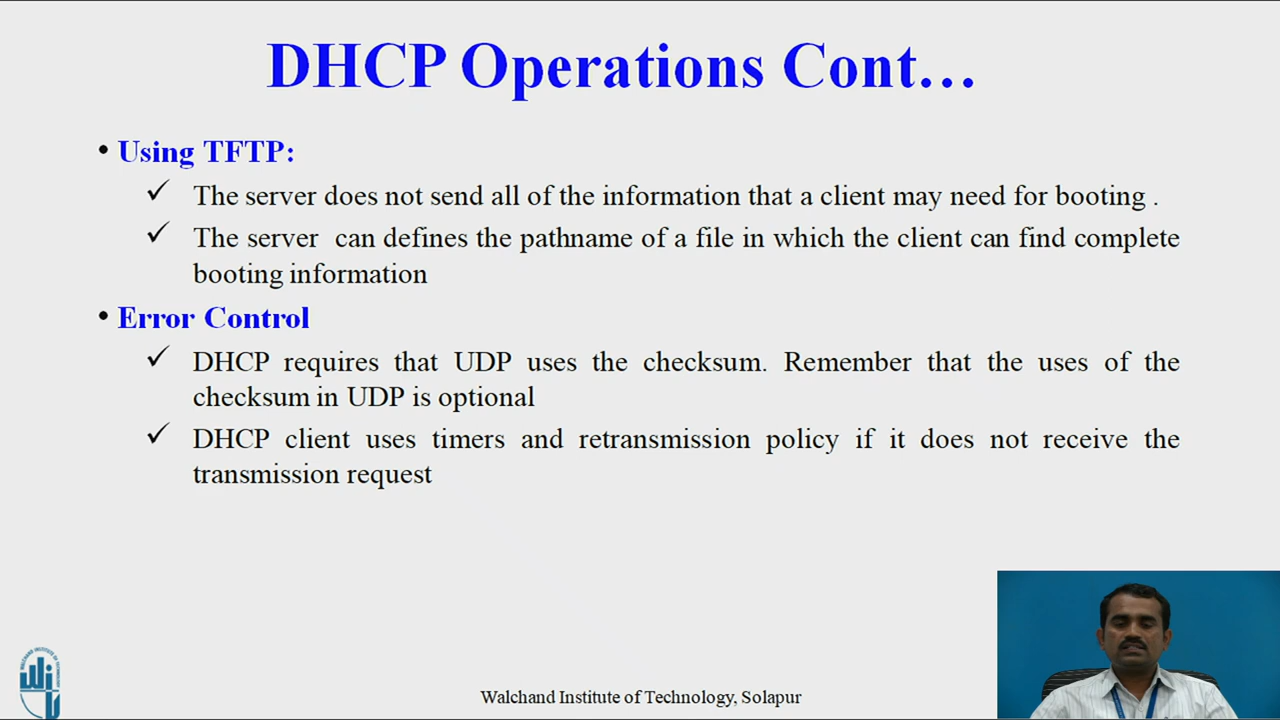 DHCP Operations Cont…
• Using TFTP:
✓ The server does not send all of the information that a client may need for booting .
✓ The server can defines the pathname of a file in which the client can find complete
booting information
• Error Control
✓ DHCP requires that UDP uses the checksum. Remember that the uses of the
checksum in UDP is optional
✓ DHCP client uses timers and retransmission policy if it does not receive the
transmission request
Walchand Institute of Technology, Solapur